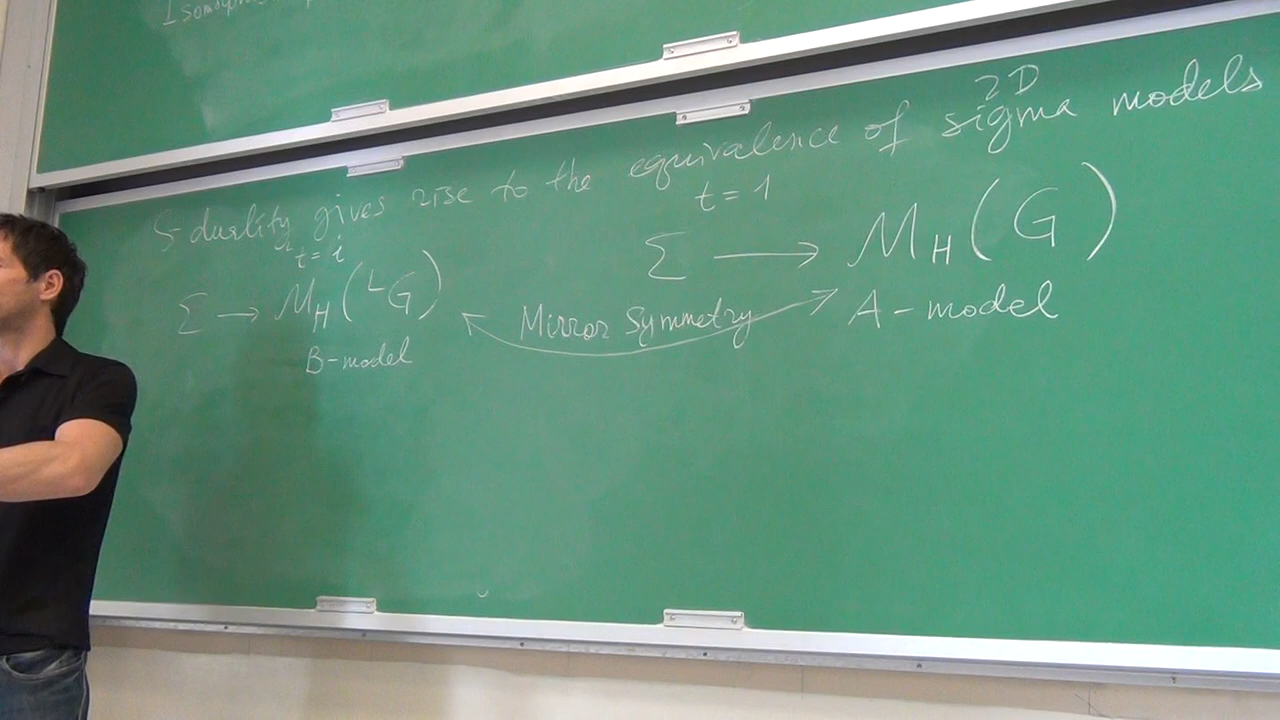 S-duality gives rise to the equivalence of 2D sigma models
t = i
t = 1
Σ → M_H(ᴸG)
Σ → M_H(G)
Mirror Symmetry
B-model
A-model